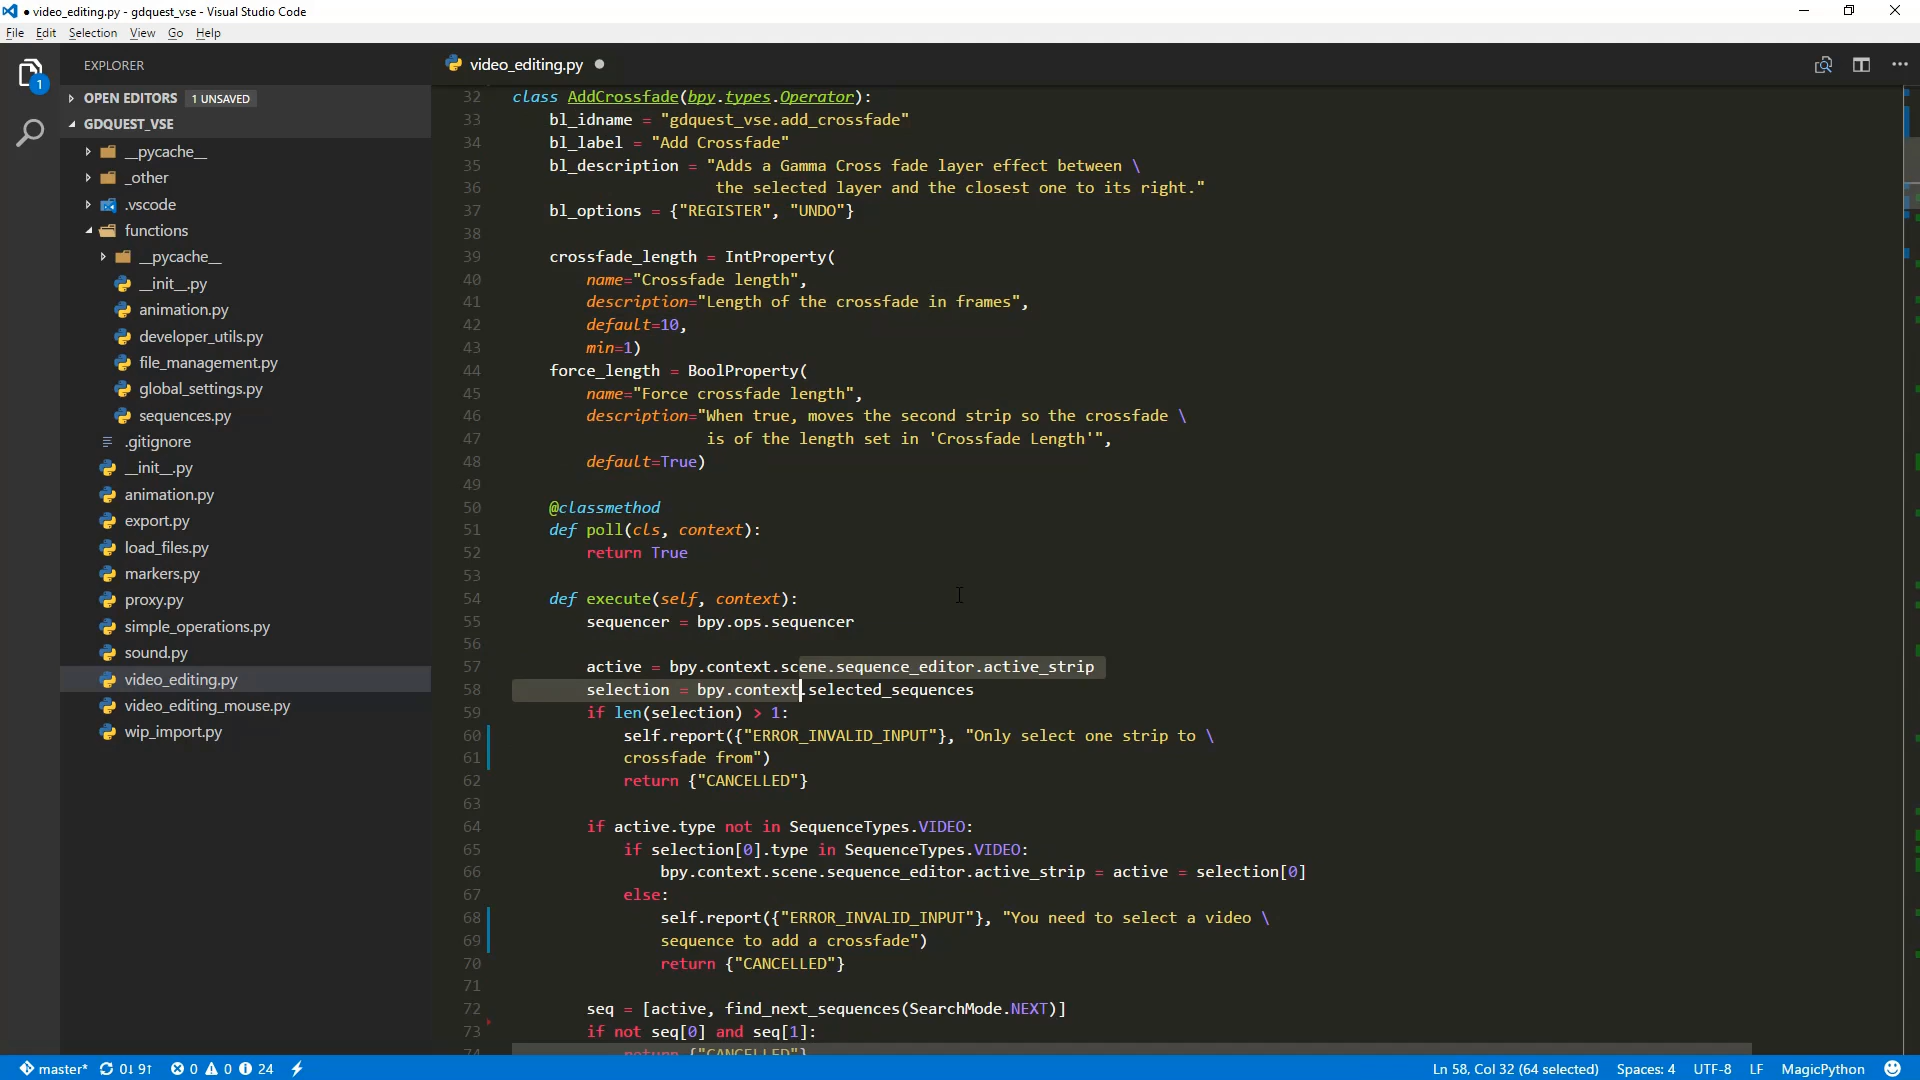 ● video_editing.py - gdquest_vse - Visual Studio Code
File Edit Selection View Go Help
1
EXPLORER
OPEN EDITORS 1 UNSAVED
GDQUEST_VSE
__pycache__
_other
.vscode
functions
__pycache__
__init__.py
animation.py
developer_utils.py
file_management.py
global_settings.py
sequences.py
.gitignore
__init__.py
animation.py
export.py
load_files.py
markers.py
proxy.py
simple_operations.py
sound.py
video_editing.py
video_editing_mouse.py
wip_import.py
video_editing.py ●
32 class AddCrossfade(bpy.types.Operator):
33     bl_idname = "gdquest_vse.add_crossfade"
34     bl_label = "Add Crossfade"
35     bl_description = "Adds a Gamma Cross fade layer effect between \
36                       the selected layer and the closest one to its right."
37     bl_options = {"REGISTER", "UNDO"}
38
39     crossfade_length = IntProperty(
40         name="Crossfade length",
41         description="Length of the crossfade in frames",
42         default=10,
43         min=1)
44     force_length = BoolProperty(
45         name="Force crossfade length",
46         description="When true, moves the second strip so the crossfade \
47                      is of the length set in 'Crossfade Length'",
48         default=True)
49
50     @classmethod
51     def poll(cls, context):
52         return True
53
54     def execute(self, context):
55         sequencer = bpy.ops.sequencer
56
57         active = bpy.context.scene.sequence_editor.active_strip
58         selection = bpy.context.selected_sequences
59         if len(selection) > 1:
60             self.report({"ERROR_INVALID_INPUT"}, "Only select one strip to \
61             crossfade from")
62             return {"CANCELLED"}
63
64         if active.type not in SequenceTypes.VIDEO:
65             if selection[0].type in SequenceTypes.VIDEO:
66                 bpy.context.scene.sequence_editor.active_strip = active = selection[0]
67             else:
68                 self.report({"ERROR_INVALID_INPUT"}, "You need to select a video \
69                 sequence to add a crossfade")
70                 return {"CANCELLED"}
71
72         seq = [active, find_next_sequences(SearchMode.NEXT)]
73         if not seq[0] and seq[1]:
74             return {"CANCELLED"}
master* 0↓ 9↑ 0 0 24 Ln 58, Col 32 (64 selected) Spaces: 4 UTF-8 LF MagicPython